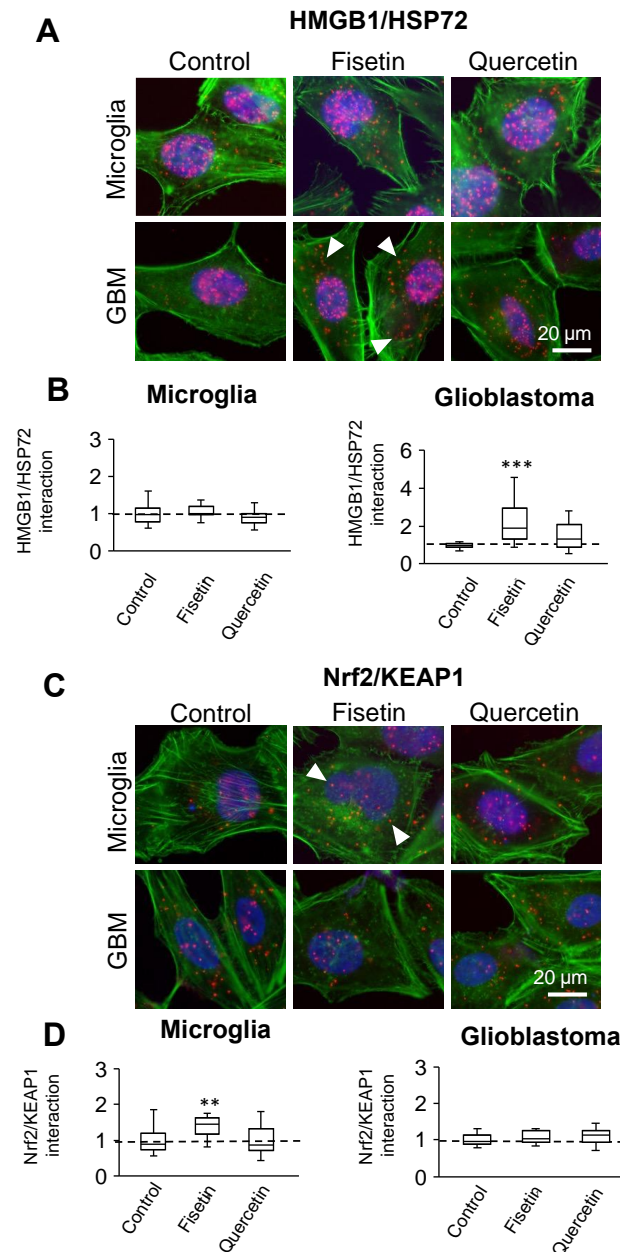 A
HMGB1/HSP72
Control Fisetin Quercetin
Microglia
GBM
20 µm
B
Microglia
Glioblastoma
HMGB1/HSP72
interaction
3
2
1
0
Control
Fisetin
Quercetin
HMGB1/HSP72
interaction
6
4
2
0
***
Control
Fisetin
Quercetin
C
Nrf2/KEAP1
Control Fisetin Quercetin
Microglia
GBM
20 µm
D
Microglia
Glioblastoma
Nrf2/KEAP1
interaction
3
2
1
0
**
Control
Fisetin
Quercetin
Nrf2/KEAP1
interaction
3
2
1
0
Control
Fisetin
Quercetin